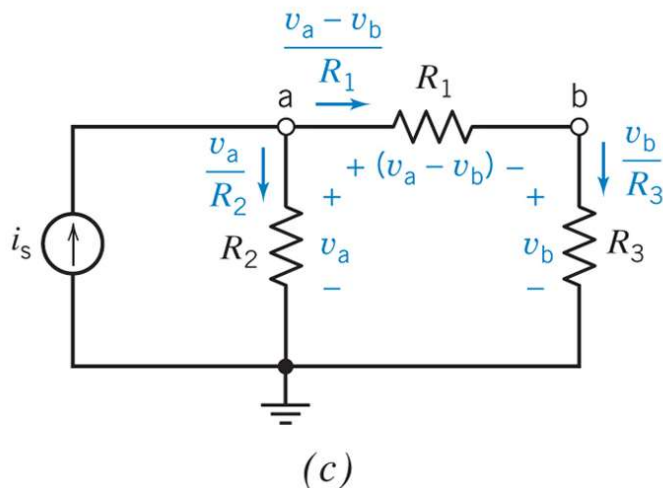 v_a − v_b
R_1
R_1
a
b
v_a
R_2
+ (v_a − v_b) −
v_b
R_3
+
+
i_s
R_2
v_a
v_b
R_3
−
−
(c)